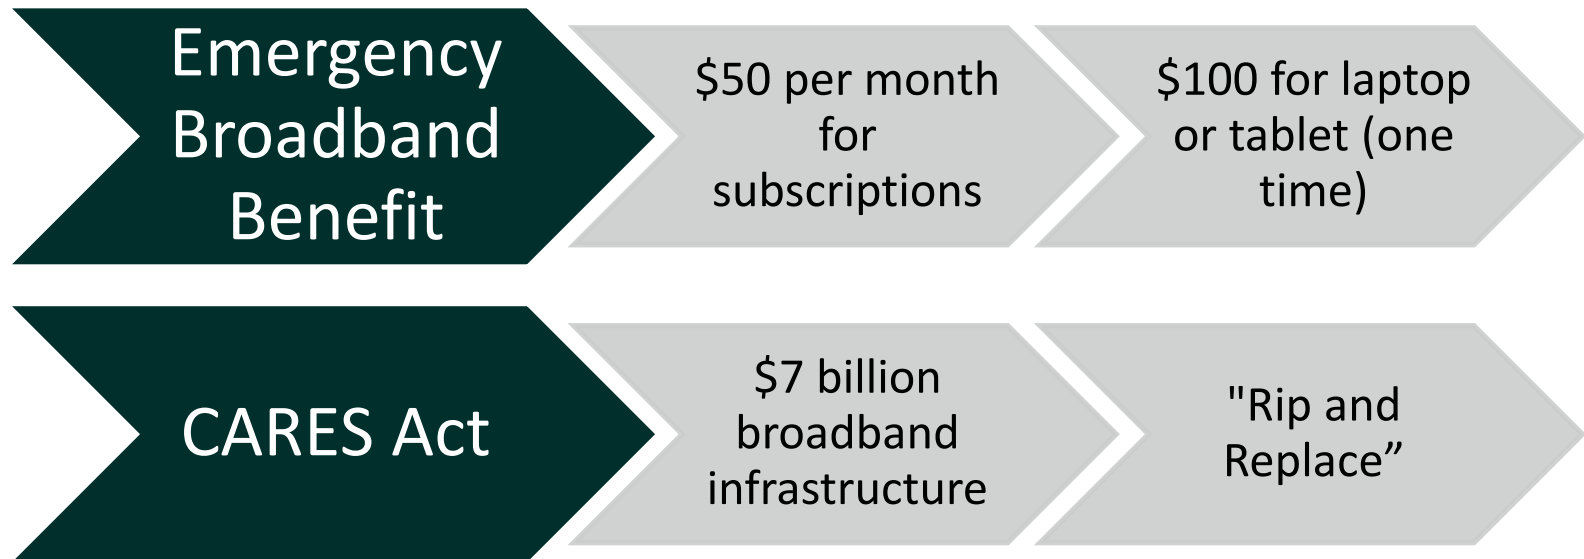 Emergency
Broadband
Benefit
$50 per month
for
subscriptions
$100 for laptop
or tablet (one
time)
CARES Act
$7 billion
broadband
infrastructure
"Rip and
Replace”